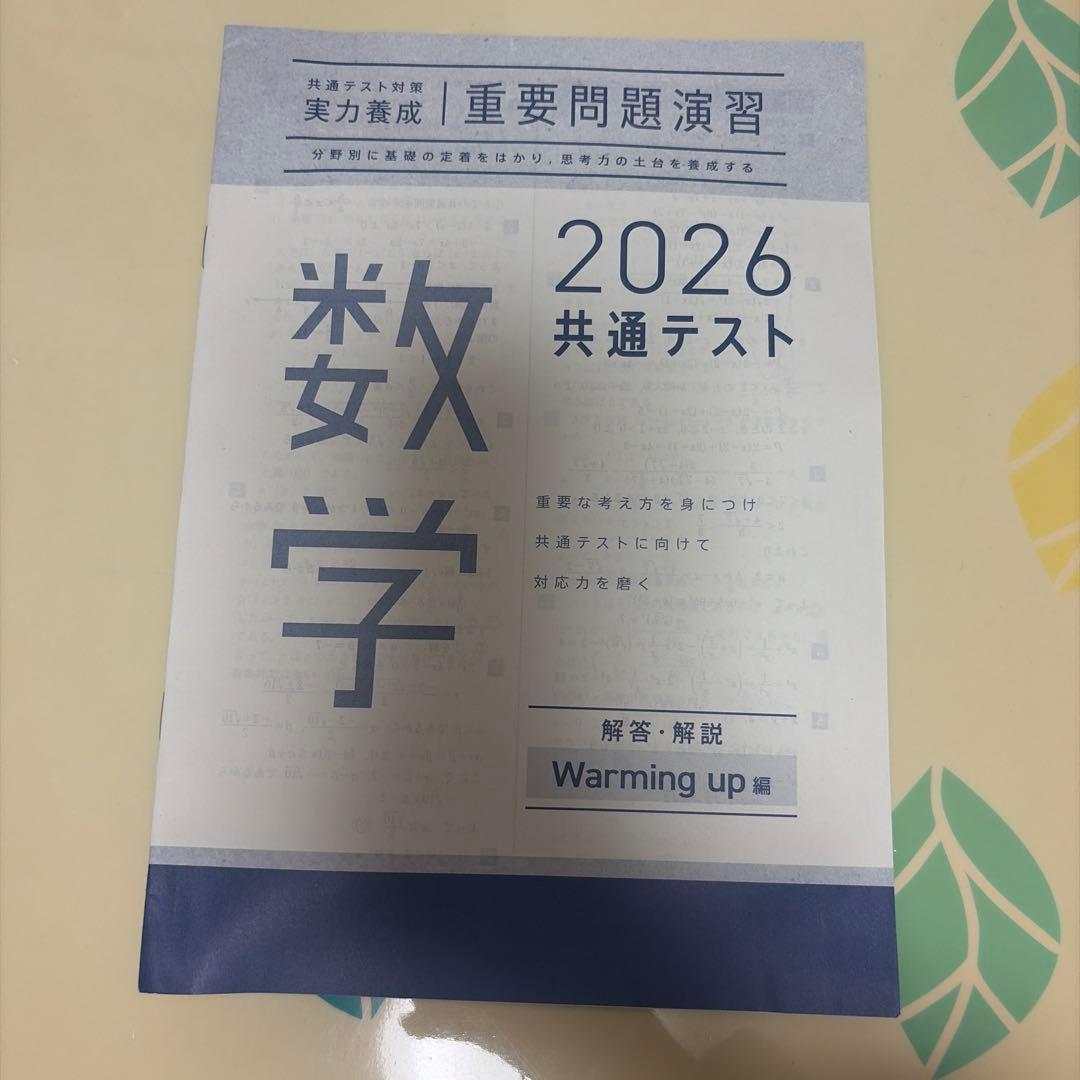 共通テスト対策
実力養成
重要問題演習
分野別に基礎の定着をはかり，思考力の土台を養成する
2026
共通テスト
数学
重要な考え方を身につけ
共通テストに向けて
対応力を磨く
解答・解説
Warming up 編